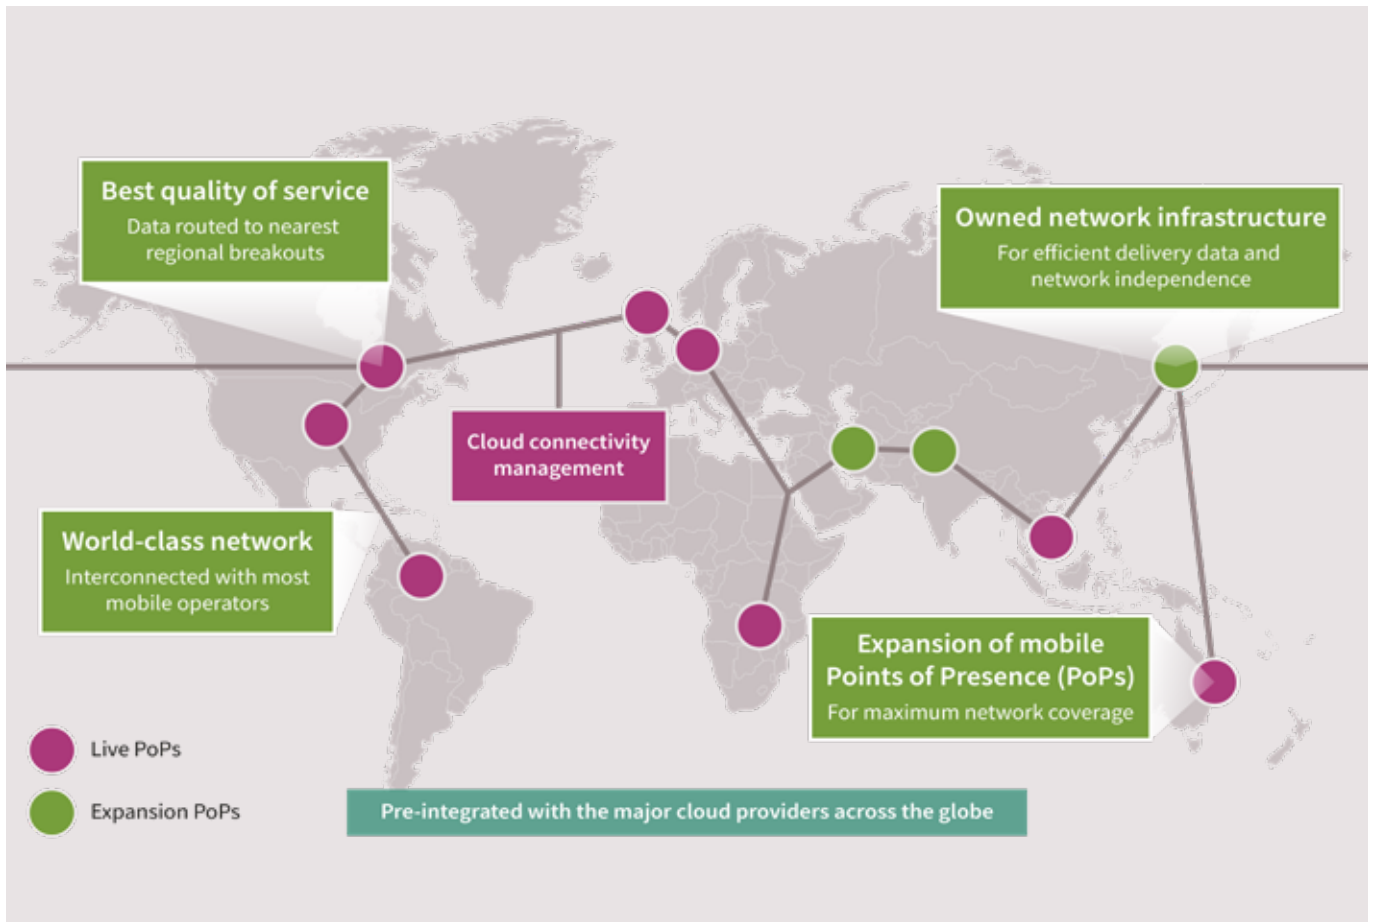 Best quality of service
Data routed to nearest
regional breakouts
Owned network infrastructure
For efficient delivery data and
network independence
Cloud connectivity
management
World-class network
Interconnected with most
mobile operators
Expansion of mobile
Points of Presence (PoPs)
For maximum network coverage
Live PoPs
Expansion PoPs
Pre-integrated with the major cloud providers across the globe